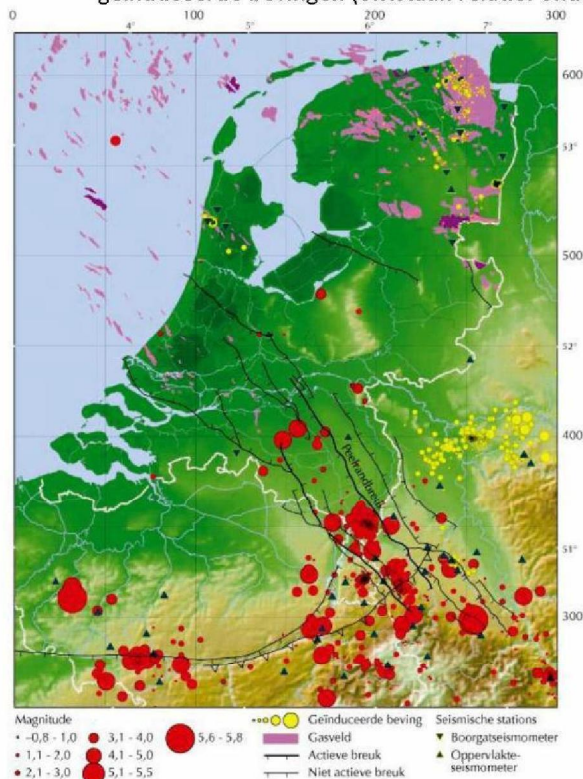 geïnduceerde bevingen (ontstaan
0 100 200 300
4° 5° 6° 7°
600
53°
500
52°
400
Peelrandbreuk
51°
300
Magnitude
-0,8 - 1,0
1,1 - 2,0
2,1 - 3,0
3,1 - 4,0
4,1 - 5,0
5,1 - 5,5
5,6 - 5,8
Geïnduceerde beving
Gasveld
Actieve breuk
Niet actieve breuk
Seismische stations
Boorgatseismometer
Oppervlakte-
seismometer